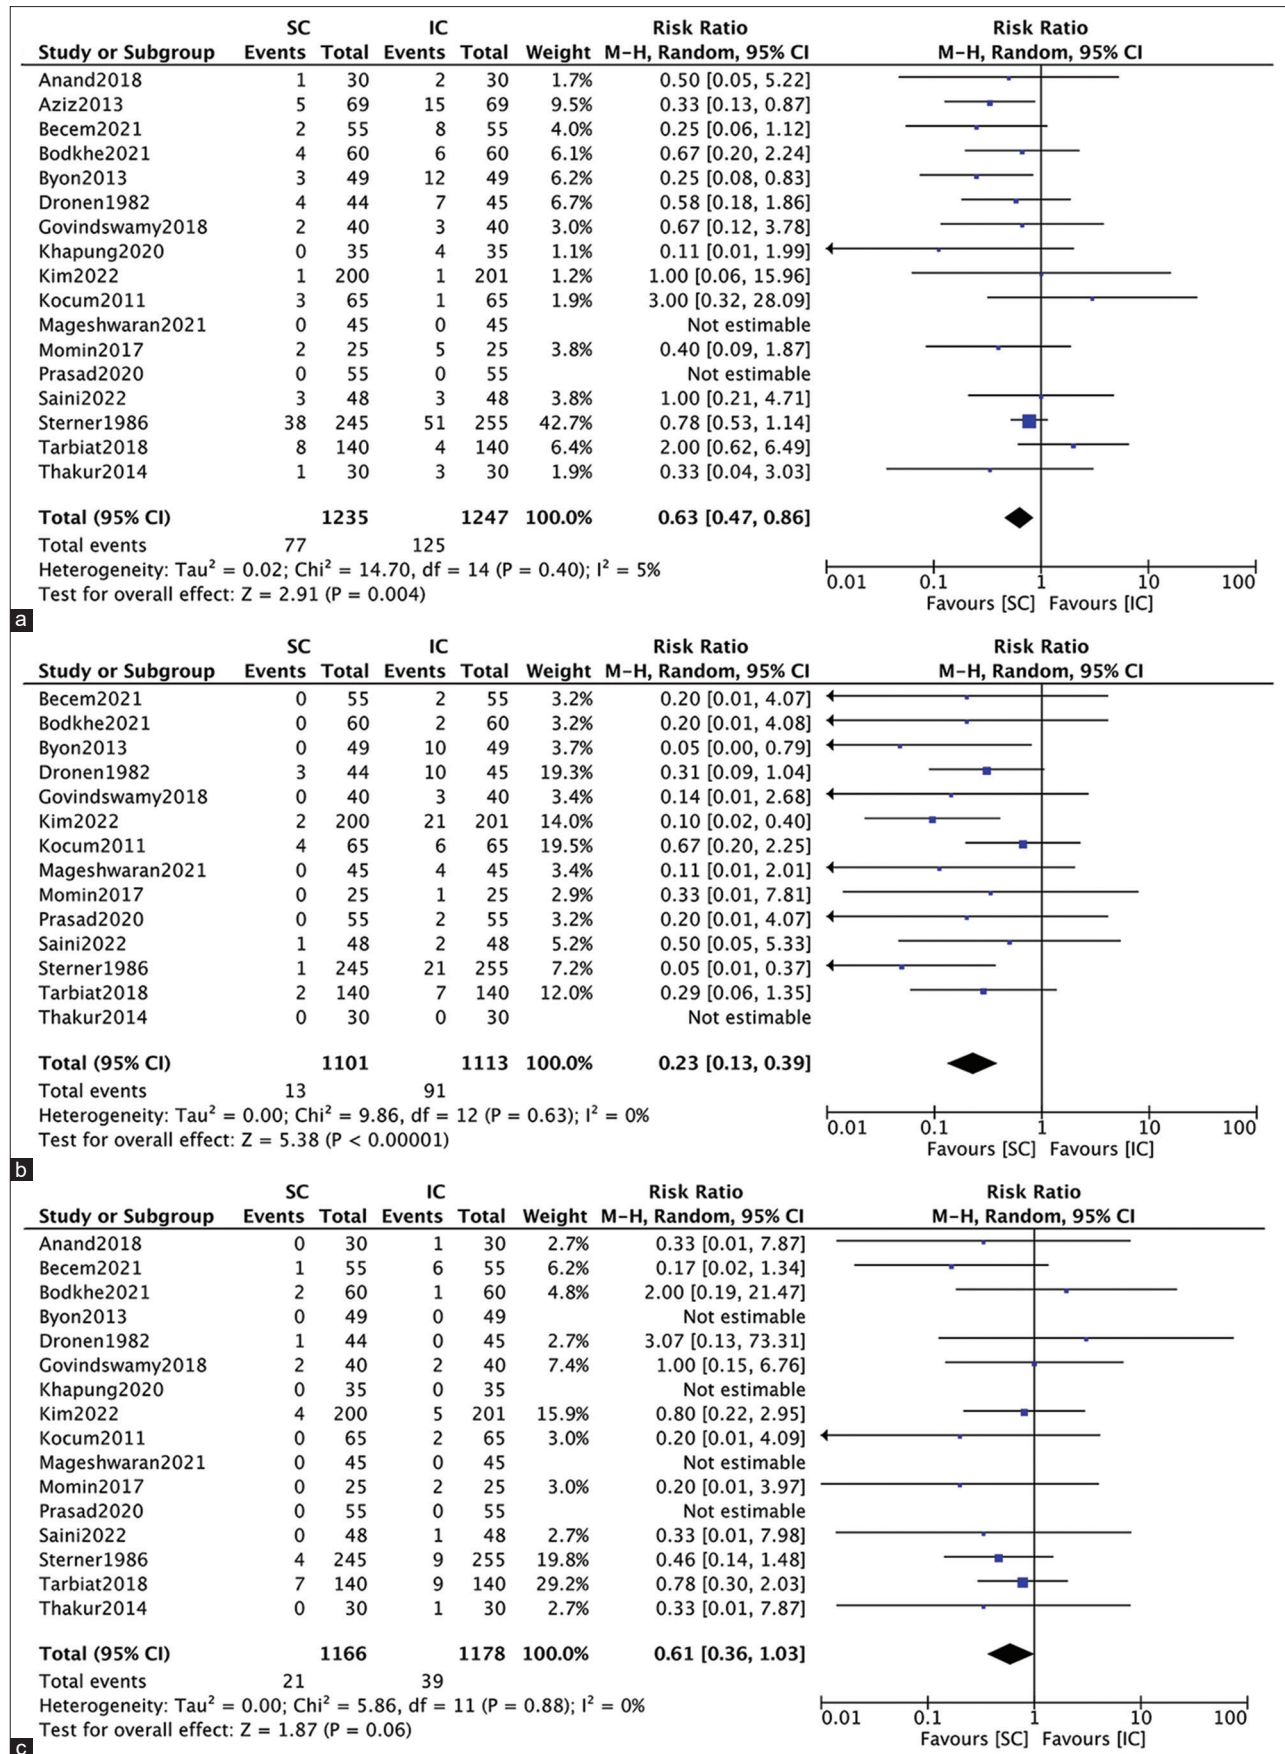 SC IC Risk Ratio Risk Ratio
Study or Subgroup Events Total Events Total Weight M-H, Random, 95% CI M-H, Random, 95% CI
Anand2018 1 30 2 30 1.7% 0.50 [0.05, 5.22]
Aziz2013 5 69 15 69 9.5% 0.33 [0.13, 0.87]
Becem2021 2 55 8 55 4.0% 0.25 [0.06, 1.12]
Bodkhe2021 4 60 6 60 6.1% 0.67 [0.20, 2.24]
Byon2013 3 49 12 49 6.2% 0.25 [0.08, 0.83]
Dronen1982 4 44 7 45 6.7% 0.58 [0.18, 1.86]
Govindswamy2018 2 40 3 40 3.0% 0.67 [0.12, 3.78]
Khapung2020 0 35 4 35 1.1% 0.11 [0.01, 1.99]
Kim2022 1 200 1 201 1.2% 1.00 [0.06, 15.96]
Kocum2011 3 65 1 65 1.9% 3.00 [0.32, 28.09]
Mageshwaran2021 0 45 0 45 Not estimable
Momin2017 2 25 5 25 3.8% 0.40 [0.09, 1.87]
Prasad2020 0 55 0 55 Not estimable
Saini2022 3 48 3 48 3.8% 1.00 [0.21, 4.71]
Sterner1986 38 245 51 255 42.7% 0.78 [0.53, 1.14]
Tarbiat2018 8 140 4 140 6.4% 2.00 [0.62, 6.49]
Thakur2014 1 30 3 30 1.9% 0.33 [0.04, 3.03]
Total (95% CI) 1235 1247 100.0% 0.63 [0.47, 0.86]
Total events 77 125
Heterogeneity: Tau² = 0.02; Chi² = 14.70, df = 14 (P = 0.40); I² = 5%
Test for overall effect: Z = 2.91 (P = 0.004)
0.01 0.1 1 10 100
Favours [SC] Favours [IC]
a
SC IC Risk Ratio Risk Ratio
Study or Subgroup Events Total Events Total Weight M-H, Random, 95% CI M-H, Random, 95% CI
Becem2021 0 55 2 55 3.2% 0.20 [0.01, 4.07]
Bodkhe2021 0 60 2 60 3.2% 0.20 [0.01, 4.08]
Byon2013 0 49 10 49 3.7% 0.05 [0.00, 0.79]
Dronen1982 3 44 10 45 19.3% 0.31 [0.09, 1.04]
Govindswamy2018 0 40 3 40 3.4% 0.14 [0.01, 2.68]
Kim2022 2 200 21 201 14.0% 0.10 [0.02, 0.40]
Kocum2011 4 65 6 65 19.5% 0.67 [0.20, 2.25]
Mageshwaran2021 0 45 4 45 3.4% 0.11 [0.01, 2.01]
Momin2017 0 25 1 25 2.9% 0.33 [0.01, 7.81]
Prasad2020 0 55 2 55 3.2% 0.20 [0.01, 4.07]
Saini2022 1 48 2 48 5.2% 0.50 [0.05, 5.33]
Sterner1986 1 245 21 255 7.2% 0.05 [0.01, 0.37]
Tarbiat2018 2 140 7 140 12.0% 0.29 [0.06, 1.35]
Thakur2014 0 30 0 30 Not estimable
Total (95% CI) 1101 1113 100.0% 0.23 [0.13, 0.39]
Total events 13 91
Heterogeneity: Tau² = 0.00; Chi² = 9.86, df = 12 (P = 0.63); I² = 0%
Test for overall effect: Z = 5.38 (P < 0.00001)
0.01 0.1 1 10 100
Favours [SC] Favours [IC]
b
SC IC Risk Ratio Risk Ratio
Study or Subgroup Events Total Events Total Weight M-H, Random, 95% CI M-H, Random, 95% CI
Anand2018 0 30 1 30 2.7% 0.33 [0.01, 7.87]
Becem2021 1 55 6 55 6.2% 0.17 [0.02, 1.34]
Bodkhe2021 2 60 1 60 4.8% 2.00 [0.19, 21.47]
Byon2013 0 49 0 49 Not estimable
Dronen1982 1 44 0 45 2.7% 3.07 [0.13, 73.31]
Govindswamy2018 2 40 2 40 7.4% 1.00 [0.15, 6.76]
Khapung2020 0 35 0 35 Not estimable
Kim2022 4 200 5 201 15.9% 0.80 [0.22, 2.95]
Kocum2011 0 65 2 65 3.0% 0.20 [0.01, 4.09]
Mageshwaran2021 0 45 0 45 Not estimable
Momin2017 0 25 2 25 3.0% 0.20 [0.01, 3.97]
Prasad2020 0 55 0 55 Not estimable
Saini2022 0 48 1 48 2.7% 0.33 [0.01, 7.98]
Sterner1986 4 245 9 255 19.8% 0.46 [0.14, 1.48]
Tarbiat2018 7 140 9 140 29.2% 0.78 [0.30, 2.03]
Thakur2014 0 30 1 30 2.7% 0.33 [0.01, 7.87]
Total (95% CI) 1166 1178 100.0% 0.61 [0.36, 1.03]
Total events 21 39
Heterogeneity: Tau² = 0.00; Chi² = 5.86, df = 11 (P = 0.88); I² = 0%
Test for overall effect: Z = 1.87 (P = 0.06)
0.01 0.1 1 10 100
Favours [SC] Favours [IC]
c